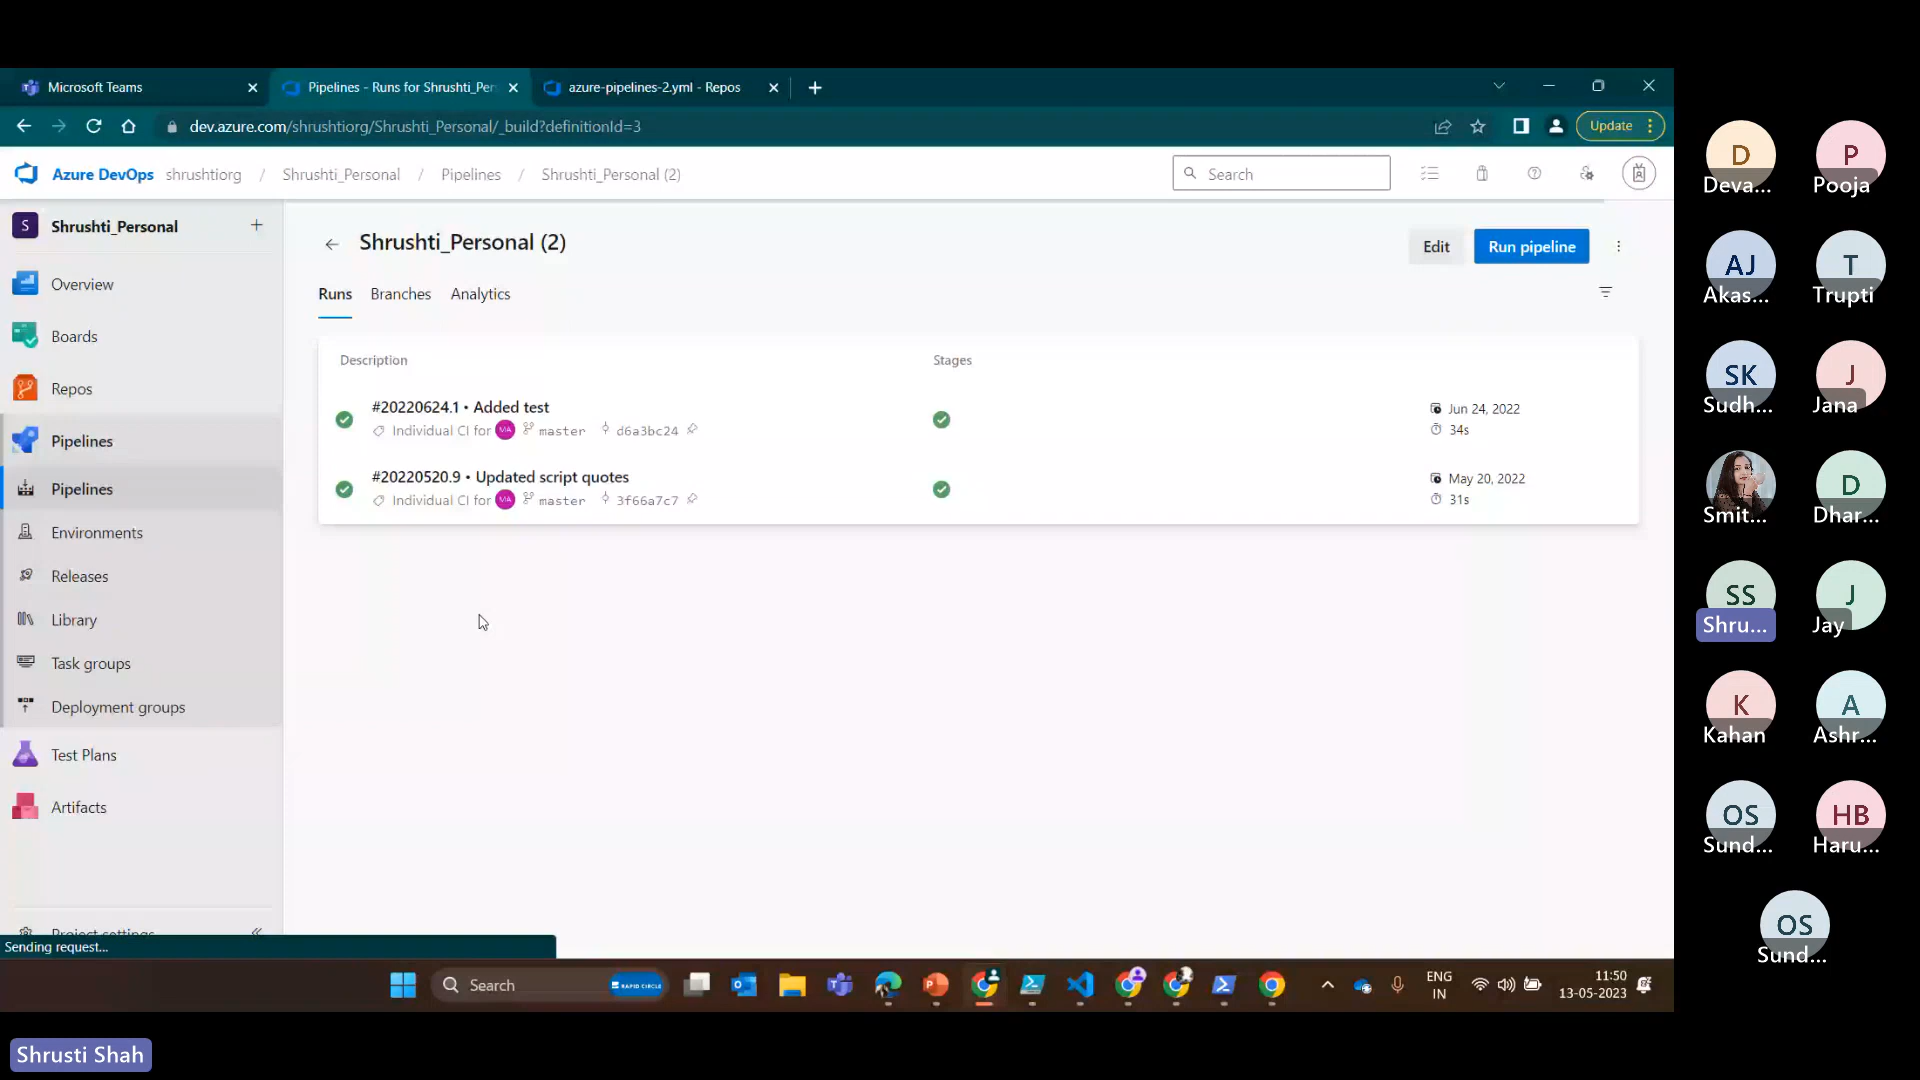 Microsoft Teams
Pipelines - Runs for Shrushti_Per
azure-pipelines-2.yml - Repos
dev.azure.com/shrushtiorg/Shrushti_Personal/_build?definitionId=3
Update
Azure DevOps
shrushtiorg / Shrushti_Personal / Pipelines / Shrushti_Personal (2)
Search
S
Shrushti_Personal
Overview
Boards
Repos
Pipelines
Pipelines
Environments
Releases
Library
Task groups
Deployment groups
Test Plans
Artifacts
Project settings
Sending request...
Shrushti_Personal (2)
Edit
Run pipeline
Runs
Branches
Analytics
Description
Stages
#20220624.1 • Added test
Individual CI for MA master d6a3bc24
Jun 24, 2022
34s
#20220520.9 • Updated script quotes
Individual CI for MA master 3f66a7c7
May 20, 2022
31s
Search
RAPID CIRCLE
ENG
IN
11:50
13-05-2023
D
Deva...
P
Pooja
AJ
Akas...
T
Trupti
SK
Sudh...
J
Jana
Smit...
D
Dhar...
SS
Shru...
J
Jay
K
Kahan
A
Ashr...
OS
Sund...
HB
Haru...
OS
Sund...
Shrusti Shah